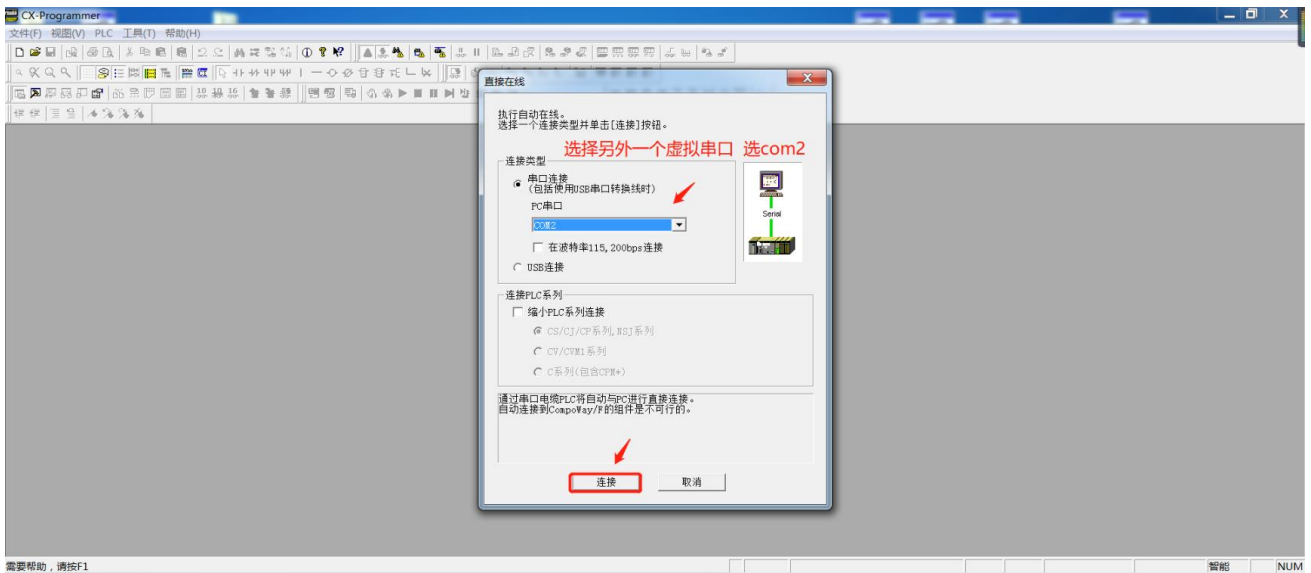 CX-Programmer
文件(F) 视图(V) PLC 工具(T) 帮助(H)
直接在线
执行自动在线。
选择一个连接类型并单击[连接]按钮。
选择另外一个虚拟串口 选com2
连接类型
串口连接
(包括使用USB串口转换线时)
PC串口
COM2
在波特率115,200bps连接
USB连接
Serial
连接PLC系列
缩小PLC系列连接
CS/CJ/CP系列,NSJ系列
CV/CVM1系列
C系列(包含CPM*)
通过串口电缆PLC将自动与PC进行直接连接。
自动连接到CompoWay/F的组件是不可行的。
连接 取消
需要帮助，请按F1
智能 NUM